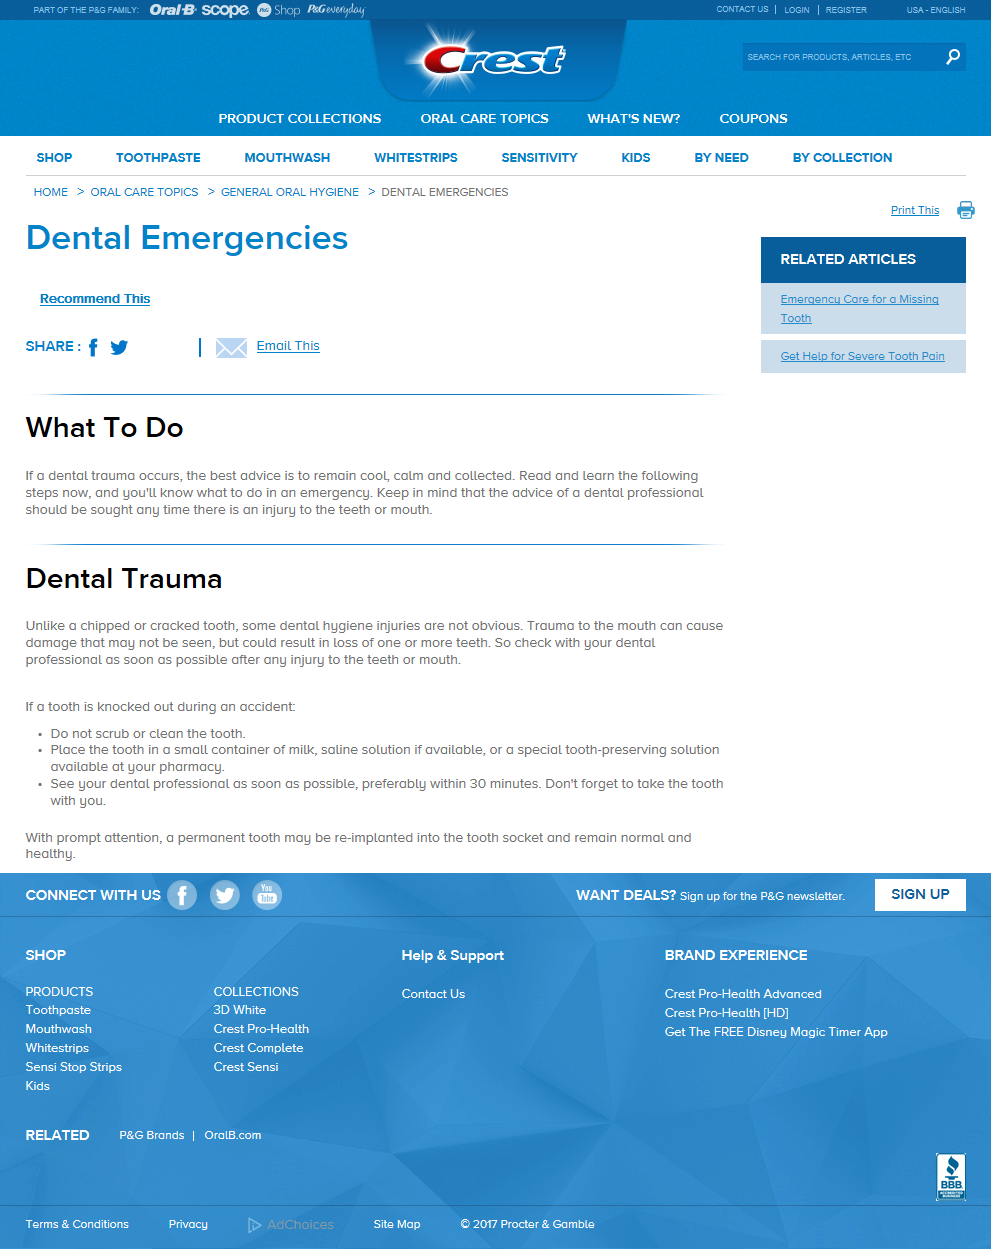 PART OF THE P&G FAMILY: Oral-B scope. P&G Shop P&G everyday
CONTACT US | LOGIN | REGISTER USA - ENGLISH
Crest
SEARCH FOR PRODUCTS, ARTICLES, ETC
PRODUCT COLLECTIONS ORAL CARE TOPICS WHAT'S NEW? COUPONS
SHOP TOOTHPASTE MOUTHWASH WHITESTRIPS SENSITIVITY KIDS BY NEED BY COLLECTION
HOME > ORAL CARE TOPICS > GENERAL ORAL HYGIENE > DENTAL EMERGENCIES
Print This
Dental Emergencies
Recommend This
SHARE : | Email This
RELATED ARTICLES
Emergency Care for a Missing
Tooth
Get Help for Severe Tooth Pain
What To Do
If a dental trauma occurs, the best advice is to remain cool, calm and collected. Read and learn the following
steps now, and you'll know what to do in an emergency. Keep in mind that the advice of a dental professional
should be sought any time there is an injury to the teeth or mouth.
Dental Trauma
Unlike a chipped or cracked tooth, some dental hygiene injuries are not obvious. Trauma to the mouth can cause
damage that may not be seen, but could result in loss of one or more teeth. So check with your dental
professional as soon as possible after any injury to the teeth or mouth.
If a tooth is knocked out during an accident:
• Do not scrub or clean the tooth.
• Place the tooth in a small container of milk, saline solution if available, or a special tooth-preserving solution
available at your pharmacy.
• See your dental professional as soon as possible, preferably within 30 minutes. Don't forget to take the tooth
with you.
With prompt attention, a permanent tooth may be re-implanted into the tooth socket and remain normal and
healthy.
CONNECT WITH US You Tube
WANT DEALS? Sign up for the P&G newsletter. SIGN UP
SHOP
PRODUCTS
Toothpaste
Mouthwash
Whitestrips
Sensi Stop Strips
Kids
COLLECTIONS
3D White
Crest Pro-Health
Crest Complete
Crest Sensi
Help & Support
Contact Us
BRAND EXPERIENCE
Crest Pro-Health Advanced
Crest Pro-Health [HD]
Get The FREE Disney Magic Timer App
RELATED P&G Brands | OralB.com
BBB.
ACCREDITED
BUSINESS
Terms & Conditions Privacy AdChoices Site Map © 2017 Procter & Gamble